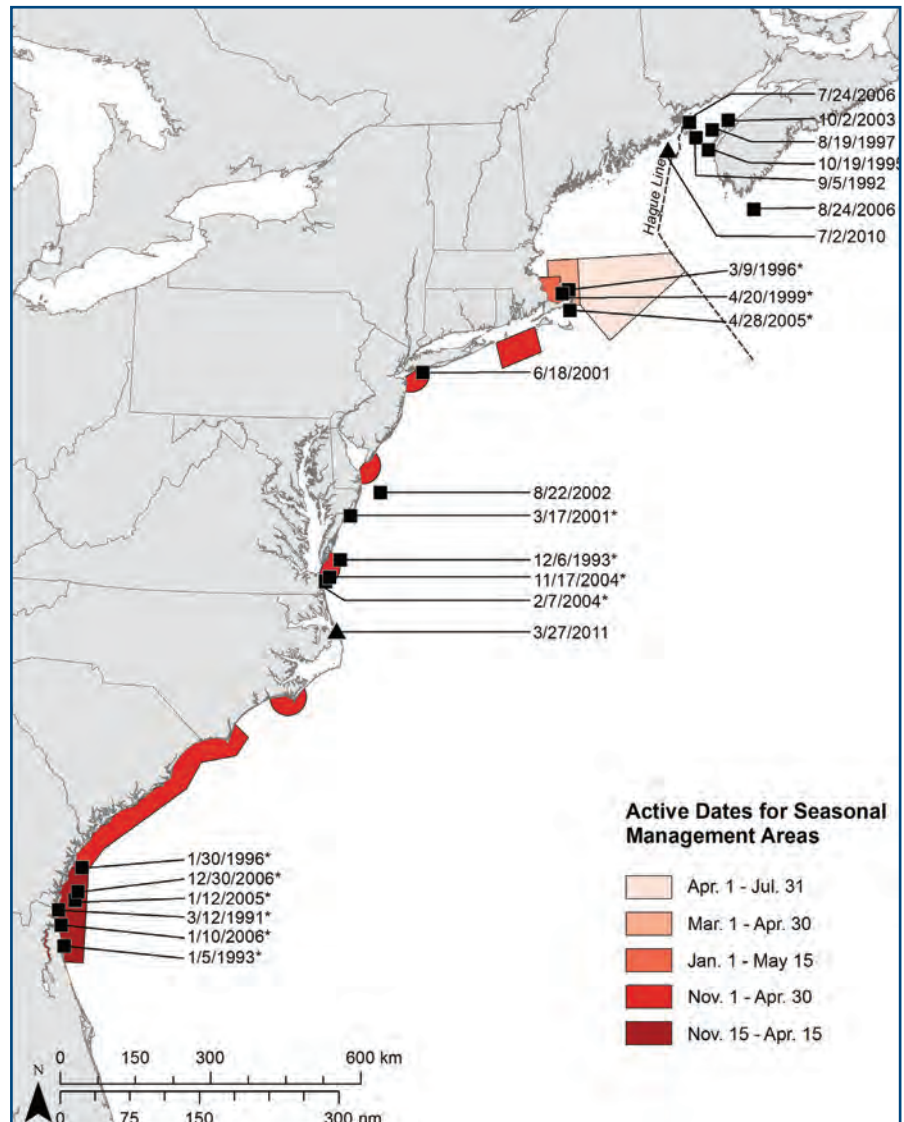 7/24/2006
10/2/2003
8/19/1997
10/19/1995
9/5/1992
8/24/2006
7/2/2010
Hague Line
3/9/1996*
4/20/1999*
4/28/2005*
6/18/2001
8/22/2002
3/17/2001*
12/6/1993*
11/17/2004*
2/7/2004*
3/27/2011
1/30/1996*
12/30/2006*
1/12/2005*
3/12/1991*
1/10/2006*
1/5/1993*
Active Dates for Seasonal
Management Areas
Apr. 1 - Jul. 31
Mar. 1 - Apr. 30
Jan. 1 - May 15
Nov. 1 - Apr. 30
Nov. 15 - Apr. 15
N
0 150 300 600 km
0 75 150 300 nm